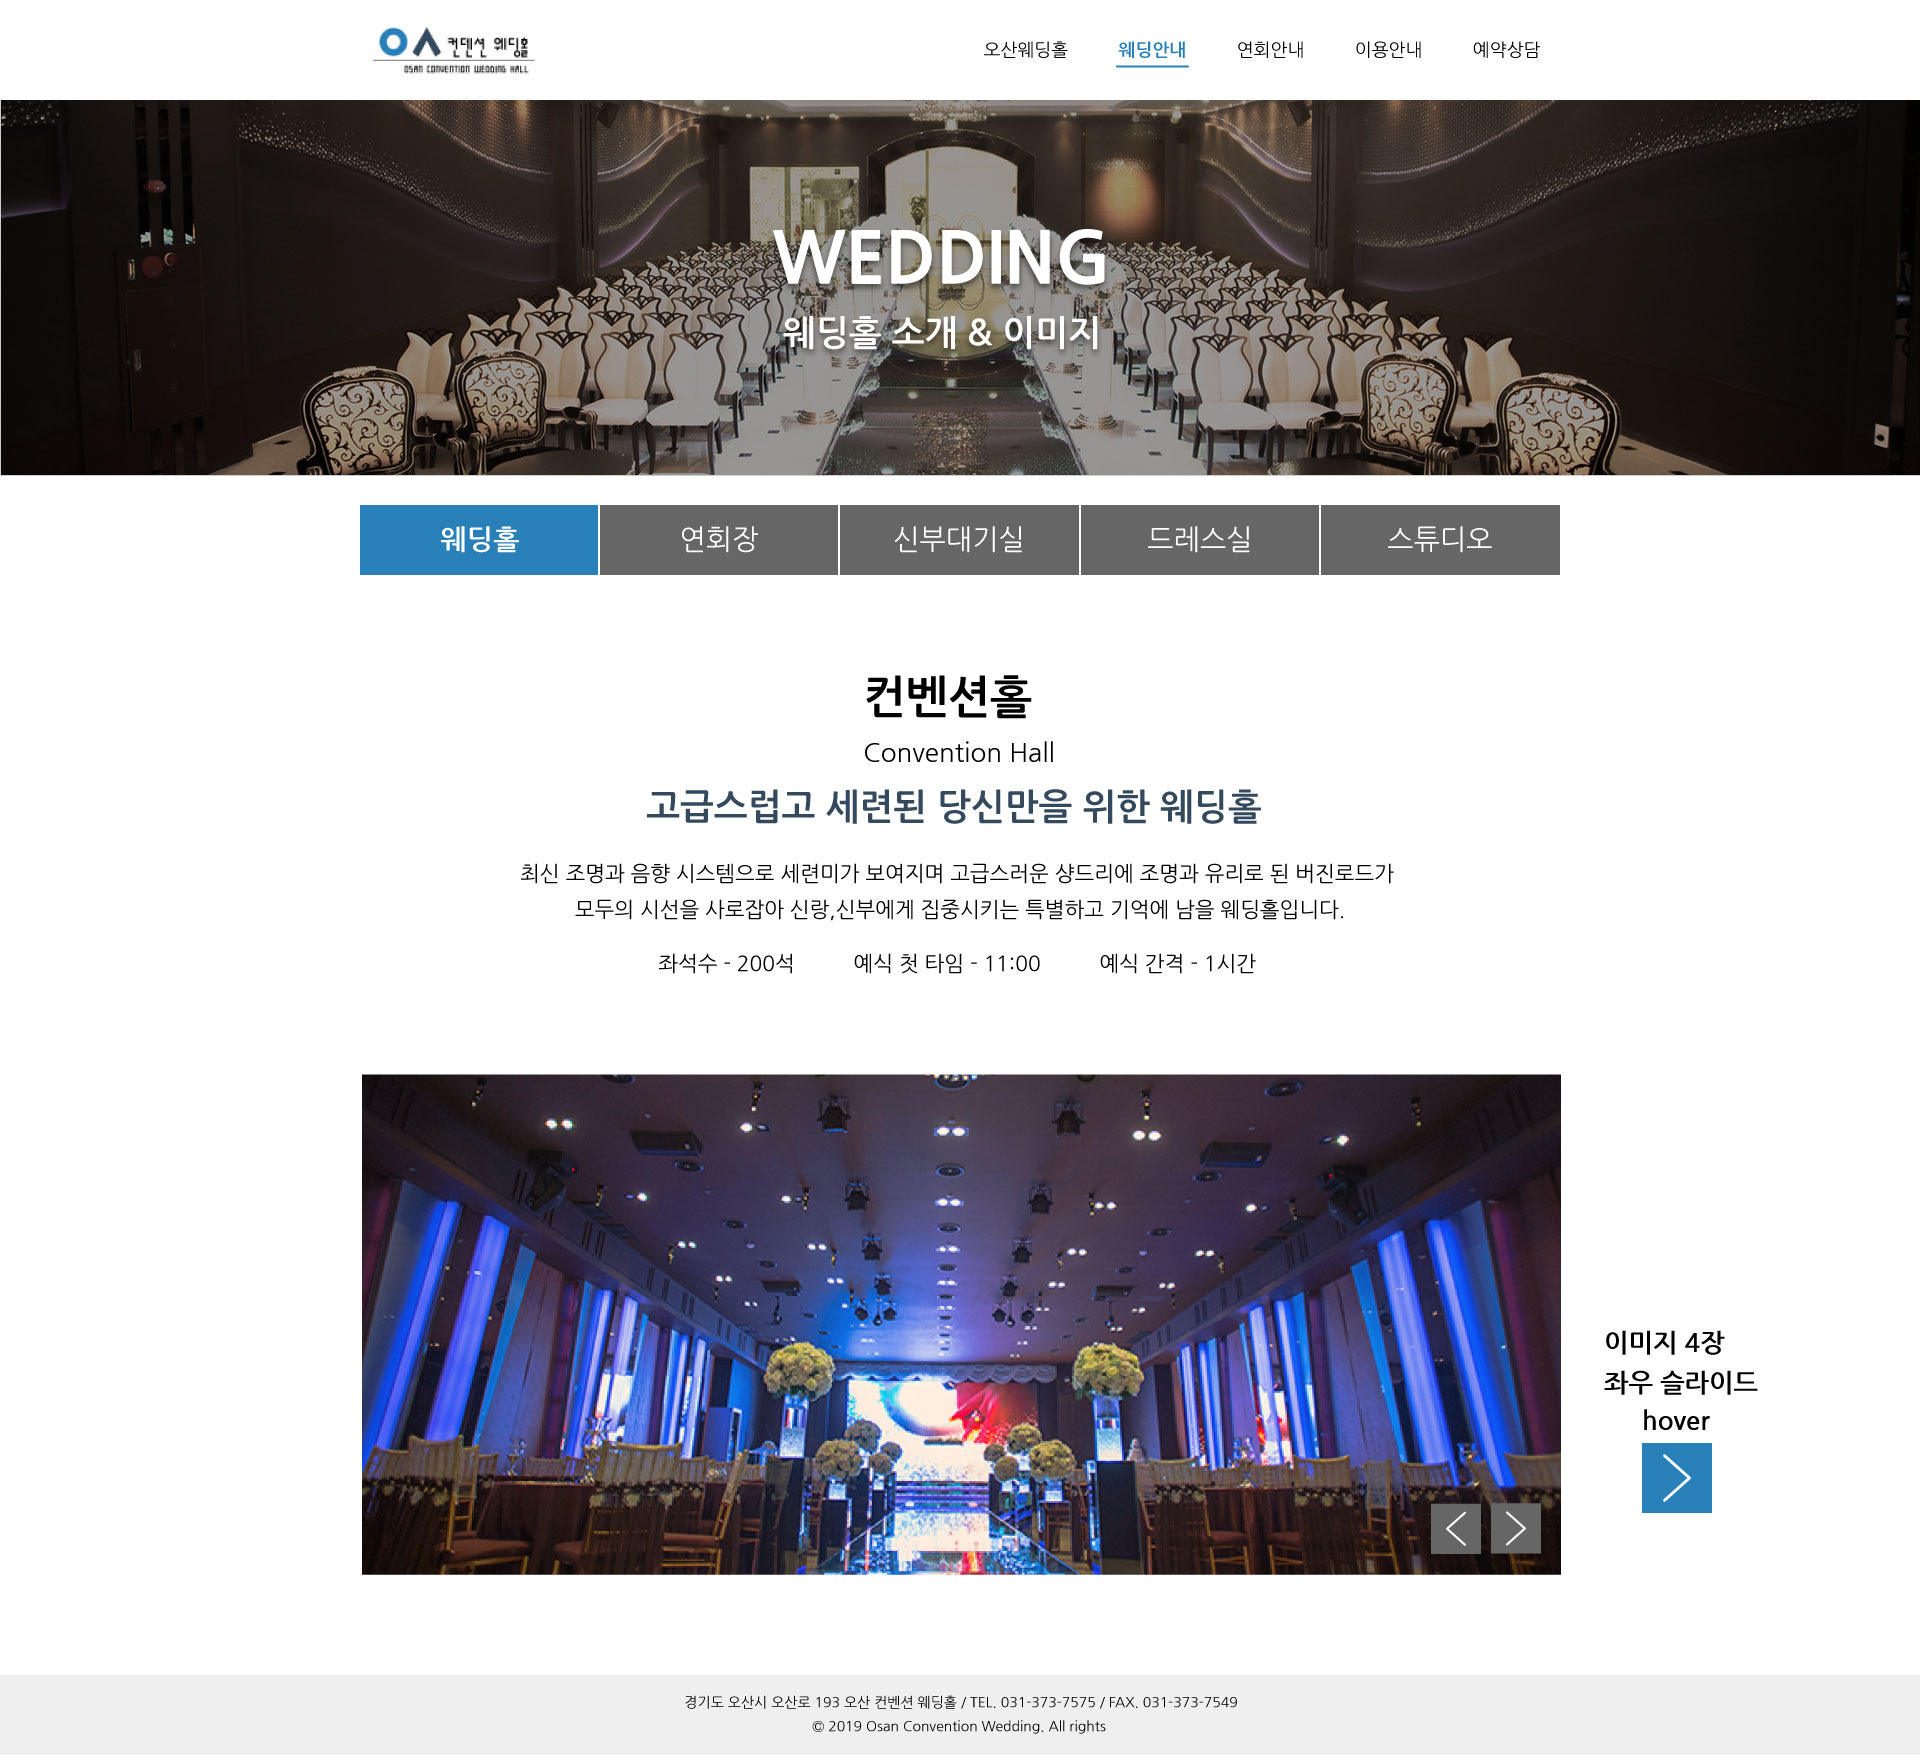 컨덴션 웨딩홀
OSAN CONVENTION WEDDING HALL
오산웨딩홀 웨딩안내 연회안내 이용안내 예약상담
WEDDING
웨딩홀 소개 & 이미지
웨딩홀 연회장 신부대기실 드레스실 스튜디오
컨벤션홀
Convention Hall
고급스럽고 세련된 당신만을 위한 웨딩홀
최신 조명과 음향 시스템으로 세련미가 보여지며 고급스러운 샹드리에 조명과 유리로 된 버진로드가
모두의 시선을 사로잡아 신랑,신부에게 집중시키는 특별하고 기억에 남을 웨딩홀입니다.
좌석수 - 200석 예식 첫 타임 - 11:00 예식 간격 - 1시간
이미지 4장
좌우 슬라이드
hover
경기도 오산시 오산로 193 오산 컨벤션 웨딩홀 / TEL. 031-373-7575 / FAX. 031-373-7549
© 2019 Osan Convention Wedding. All rights